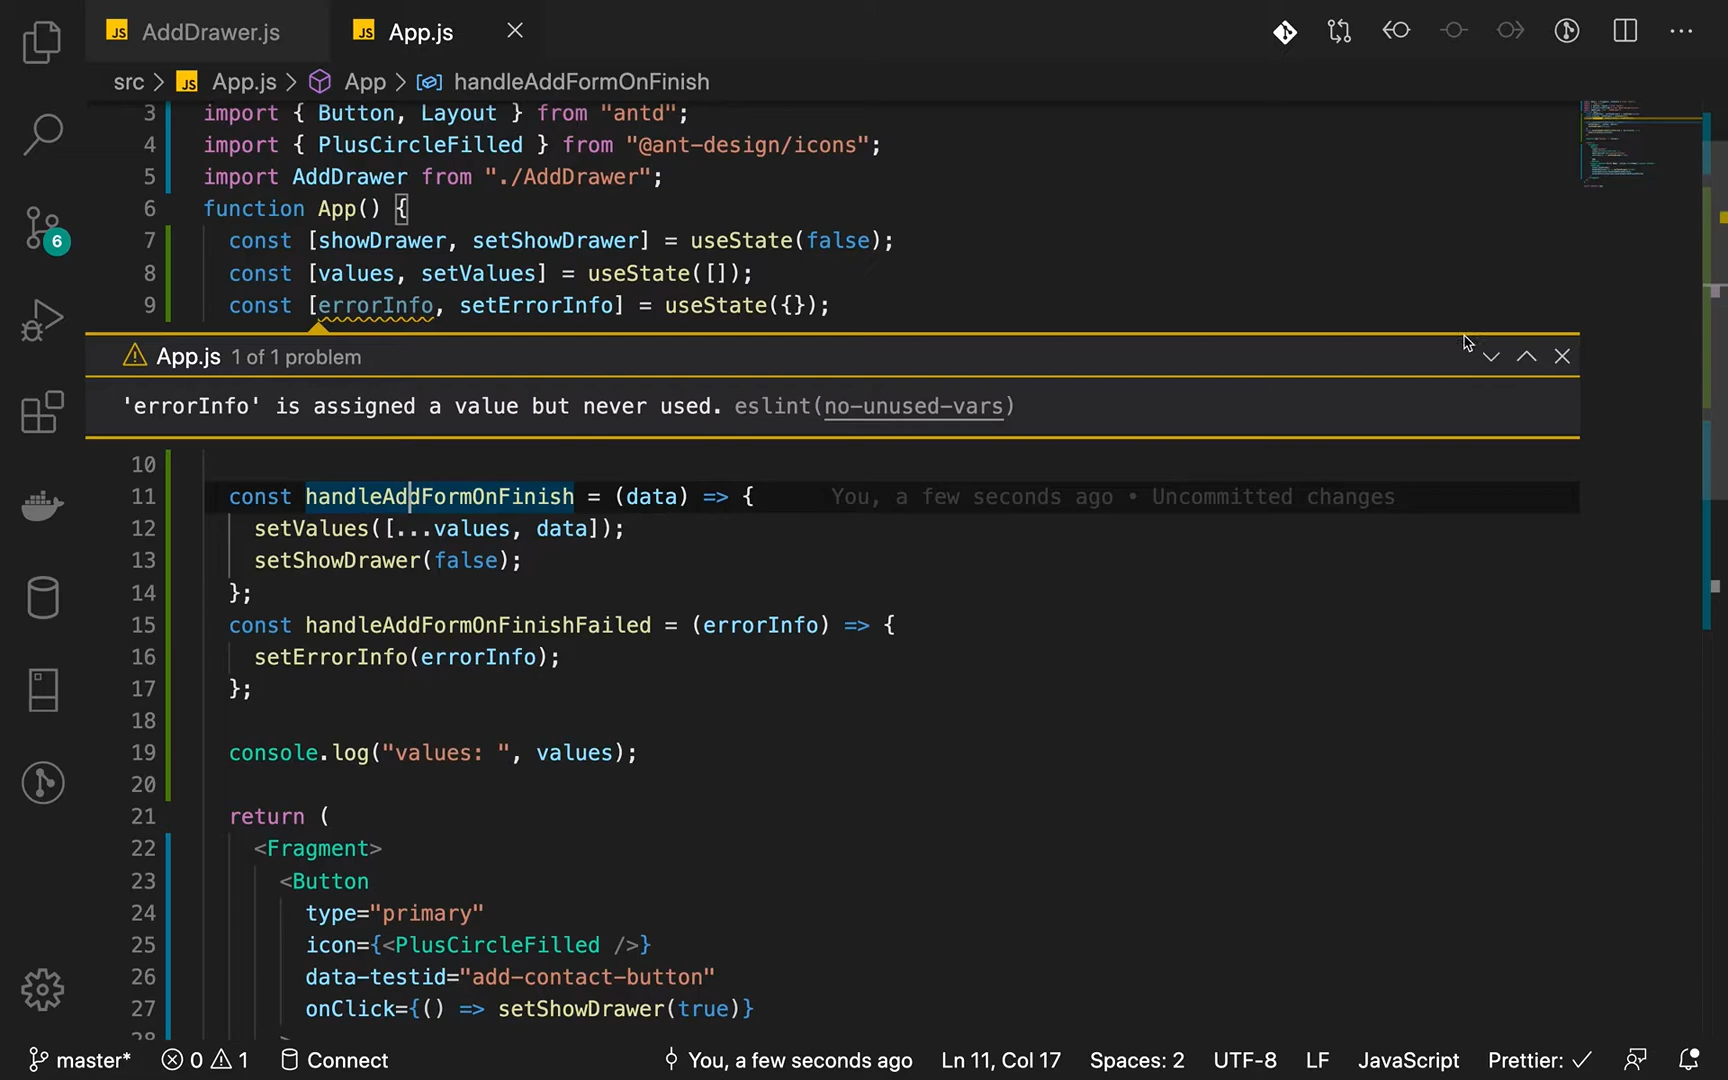 JS AddDrawer.js JS App.js
src > JS App.js > App > handleAddFormOnFinish
3 import { Button, Layout } from "antd";
4 import { PlusCircleFilled } from "@ant-design/icons";
5 import AddDrawer from "./AddDrawer";
6 function App() {
7 const [showDrawer, setShowDrawer] = useState(false);
8 const [values, setValues] = useState([]);
9 const [errorInfo, setErrorInfo] = useState({});
App.js 1 of 1 problem
'errorInfo' is assigned a value but never used. eslint(no-unused-vars)
10
11 const handleAddFormOnFinish = (data) => { You, a few seconds ago • Uncommitted changes
12 setValues([...values, data]);
13 setShowDrawer(false);
14 };
15 const handleAddFormOnFinishFailed = (errorInfo) => {
16 setErrorInfo(errorInfo);
17 };
18
19 console.log("values: ", values);
20
21 return (
22 <Fragment>
23 <Button
24 type="primary"
25 icon={<PlusCircleFilled />}
26 data-testid="add-contact-button"
27 onClick={() => setShowDrawer(true)}
6
master* 0 1 Connect You, a few seconds ago Ln 11, Col 17 Spaces: 2 UTF-8 LF JavaScript Prettier: ✓